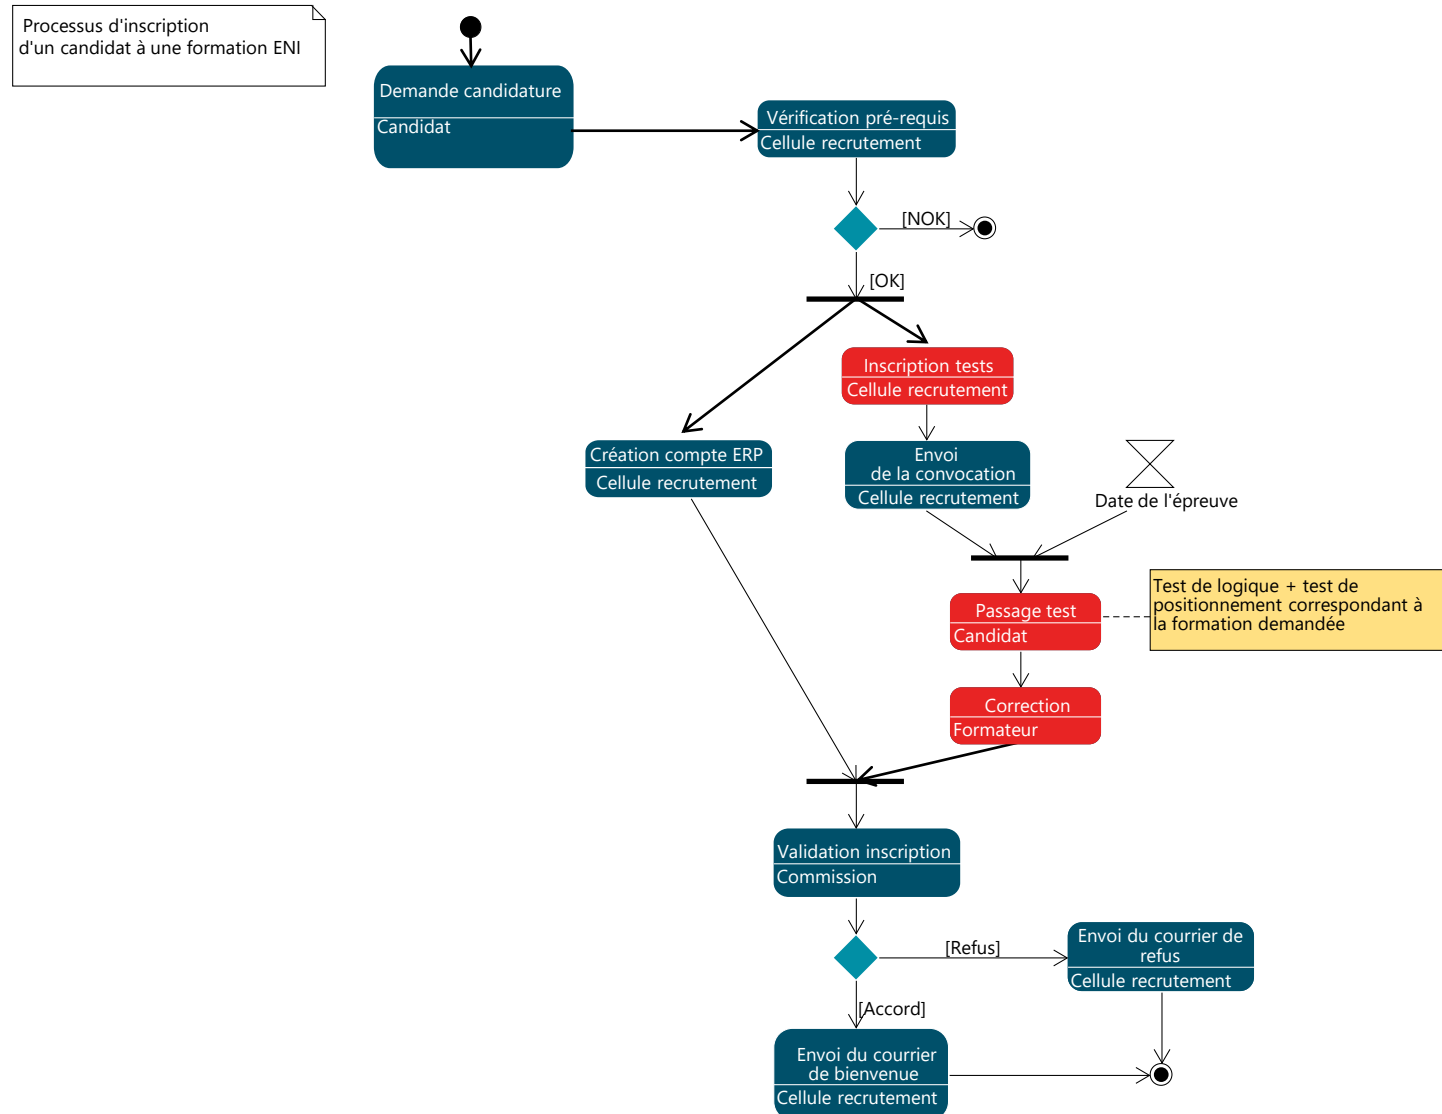 Processus d'inscription
d'un candidat à une formation ENI
Demande candidature
Candidat
Vérification pré-requis
Cellule recrutement
[NOK]
[OK]
Inscription tests
Cellule recrutement
Création compte ERP
Cellule recrutement
Envoi
de la convocation
Cellule recrutement
Date de l'épreuve
Test de logique + test de
positionnement correspondant à
la formation demandée
Passage test
Candidat
Correction
Formateur
Validation inscription
Commission
[Refus]
Envoi du courrier de
refus
Cellule recrutement
[Accord]
Envoi du courrier
de bienvenue
Cellule recrutement